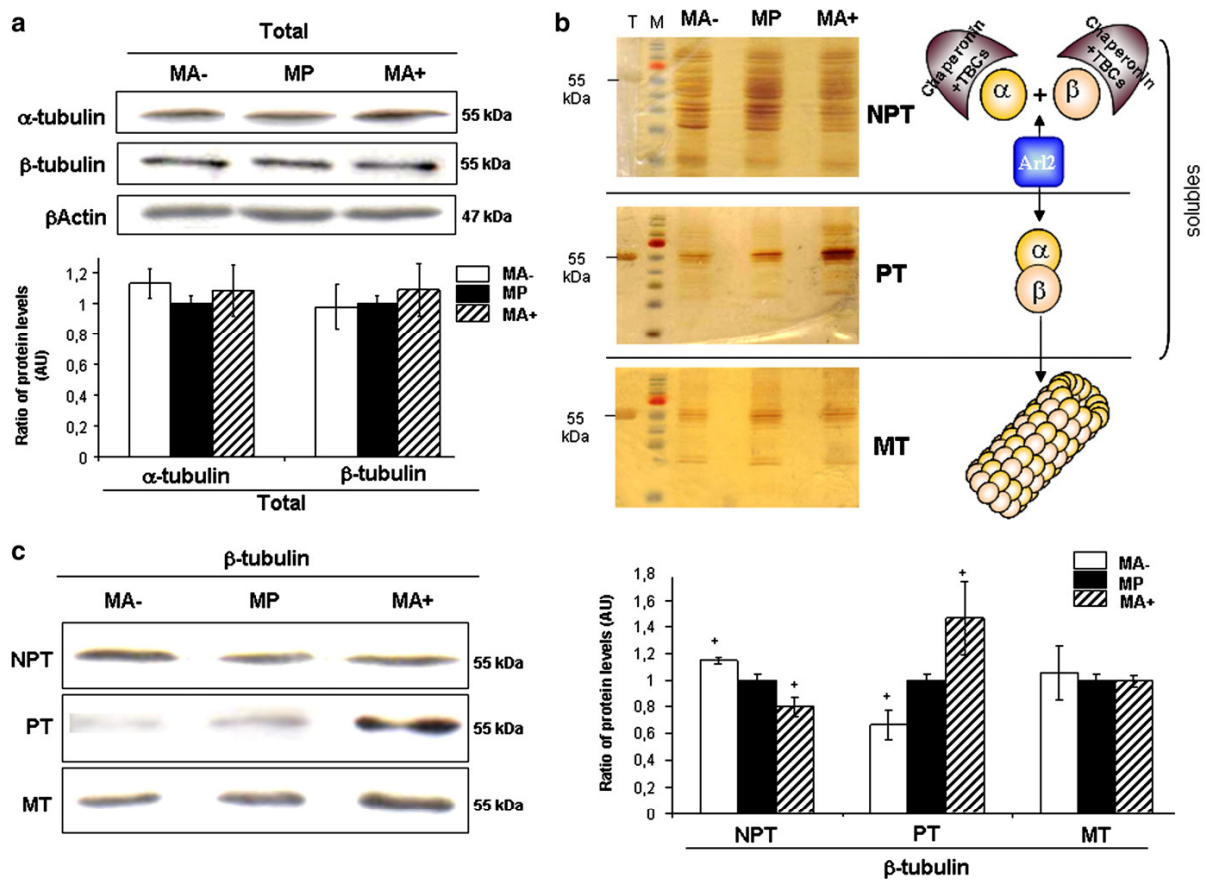 a
Total
MA- MP MA+
α-tubulin 55 kDa
β-tubulin 55 kDa
βActin 47 kDa
Ratio of protein levels
(AU)
1,2
1
0,8
0,6
0,4
0,2
0
MA-
MP
MA+
α-tubulin β-tubulin
Total
b
T M MA- MP MA+
55
kDa
NPT
55
kDa
PT
55
kDa
MT
Chaperonin
+TBCs
α + β
Chaperonin
+TBCs
Arl2
α
β
solubles
c
β-tubulin
MA- MP MA+
NPT 55 kDa
PT 55 kDa
MT 55 kDa
Ratio of protein levels (AU)
1,8
1,6
1,4
1,2
1
0,8
0,6
0,4
0,2
0
+ + + +
MA-
MP
MA+
NPT PT MT
β-tubulin